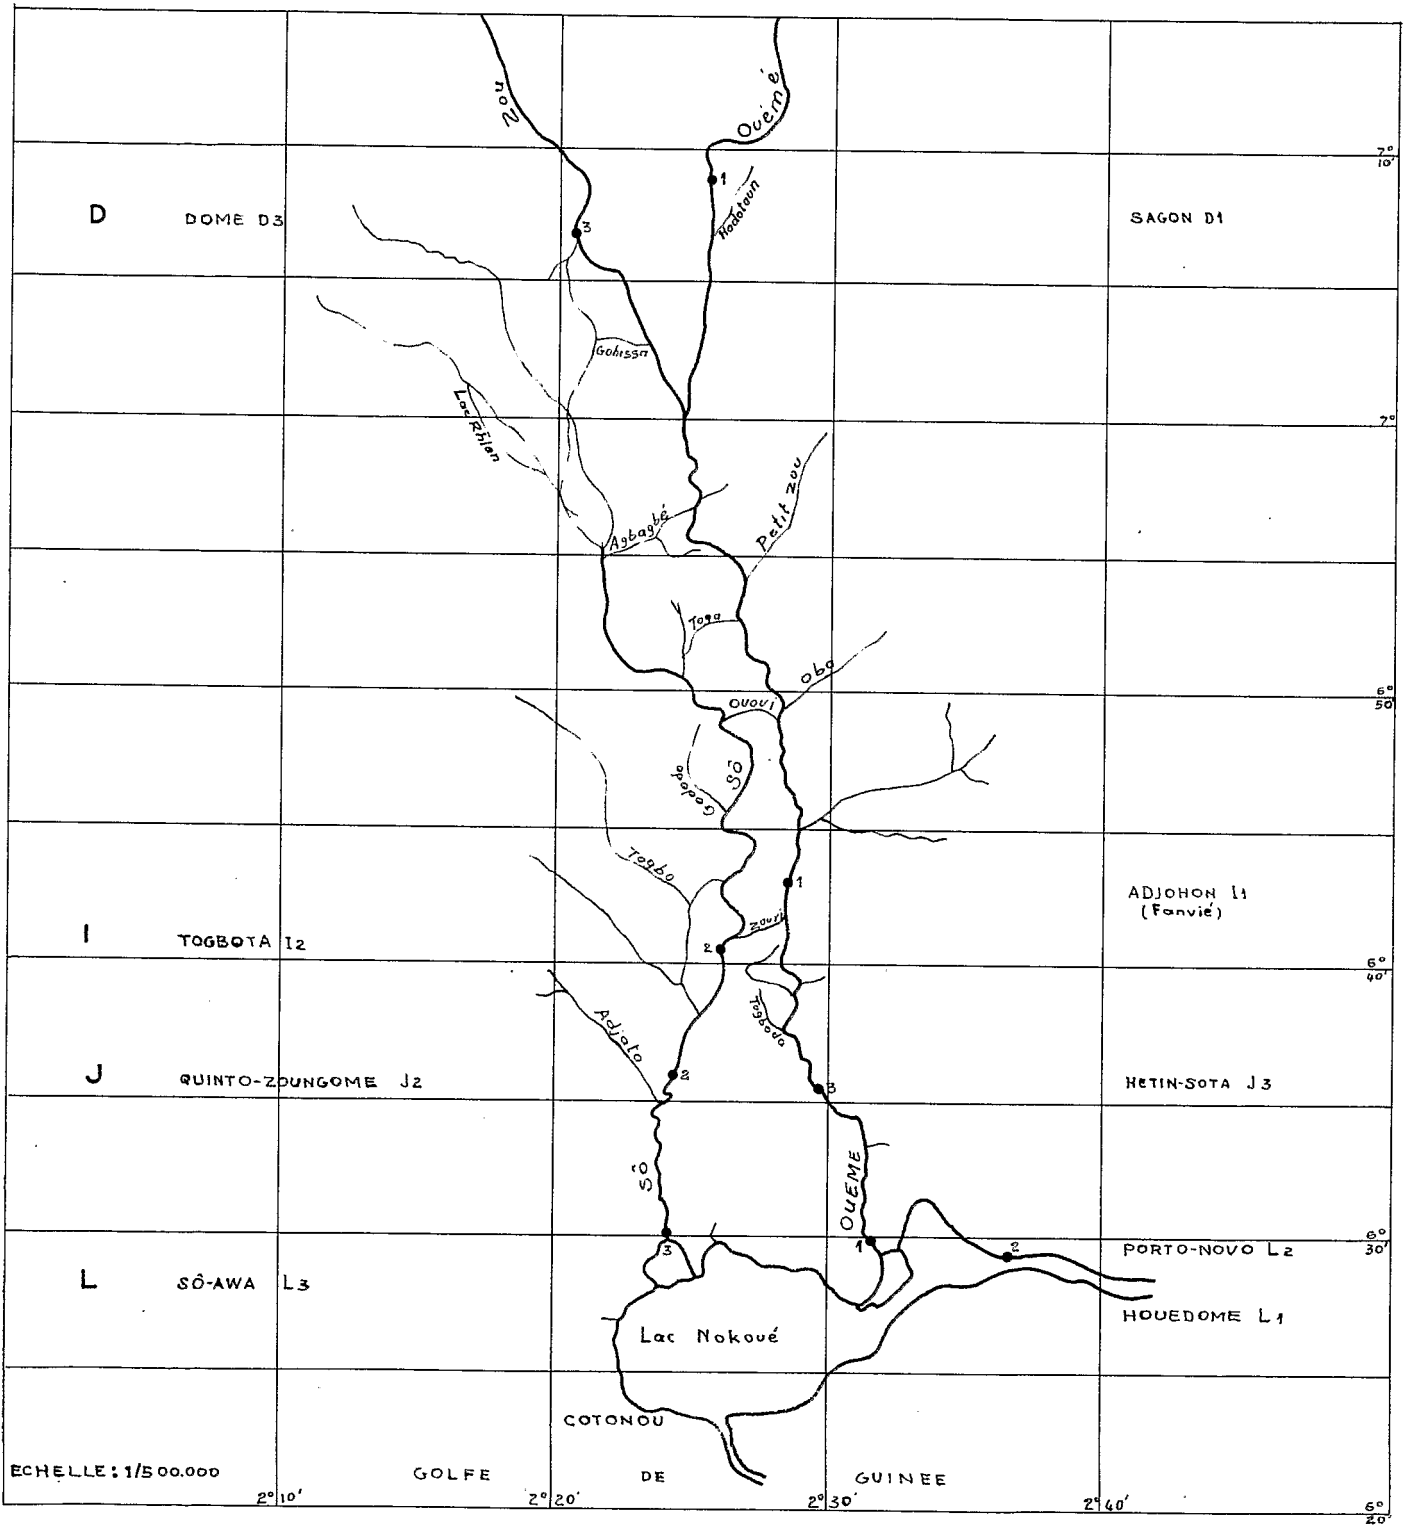 Zou
Ouémé
7°
10'
1
Hodotoun
D
DOME D3
3
SAGON D1
Gohissa
Lac Rhlan
7°
Petit Zou
Agbagbé
Toga
Obo
OUOUI
6°
50'
Sô
Gododo
Togbo
1
ADJOHON I1
(Fanvié)
Zouvi
I
TOGBOTA I2
2
6°
40'
Togbodo
Adjato
J
QUINTO-ZOUNGOME J2
2
3
HETIN-SOTA J3
SÔ
OUEME
3
1
2
PORTO-NOVO L2
6°
30'
L
SÔ-AWA L3
HOUEDOME L1
Lac Nokoué
COTONOU
ECHELLE: 1/500.000
GOLFE DE GUINEE
2°10'
2°20'
2°30'
2°40'
6°
20'